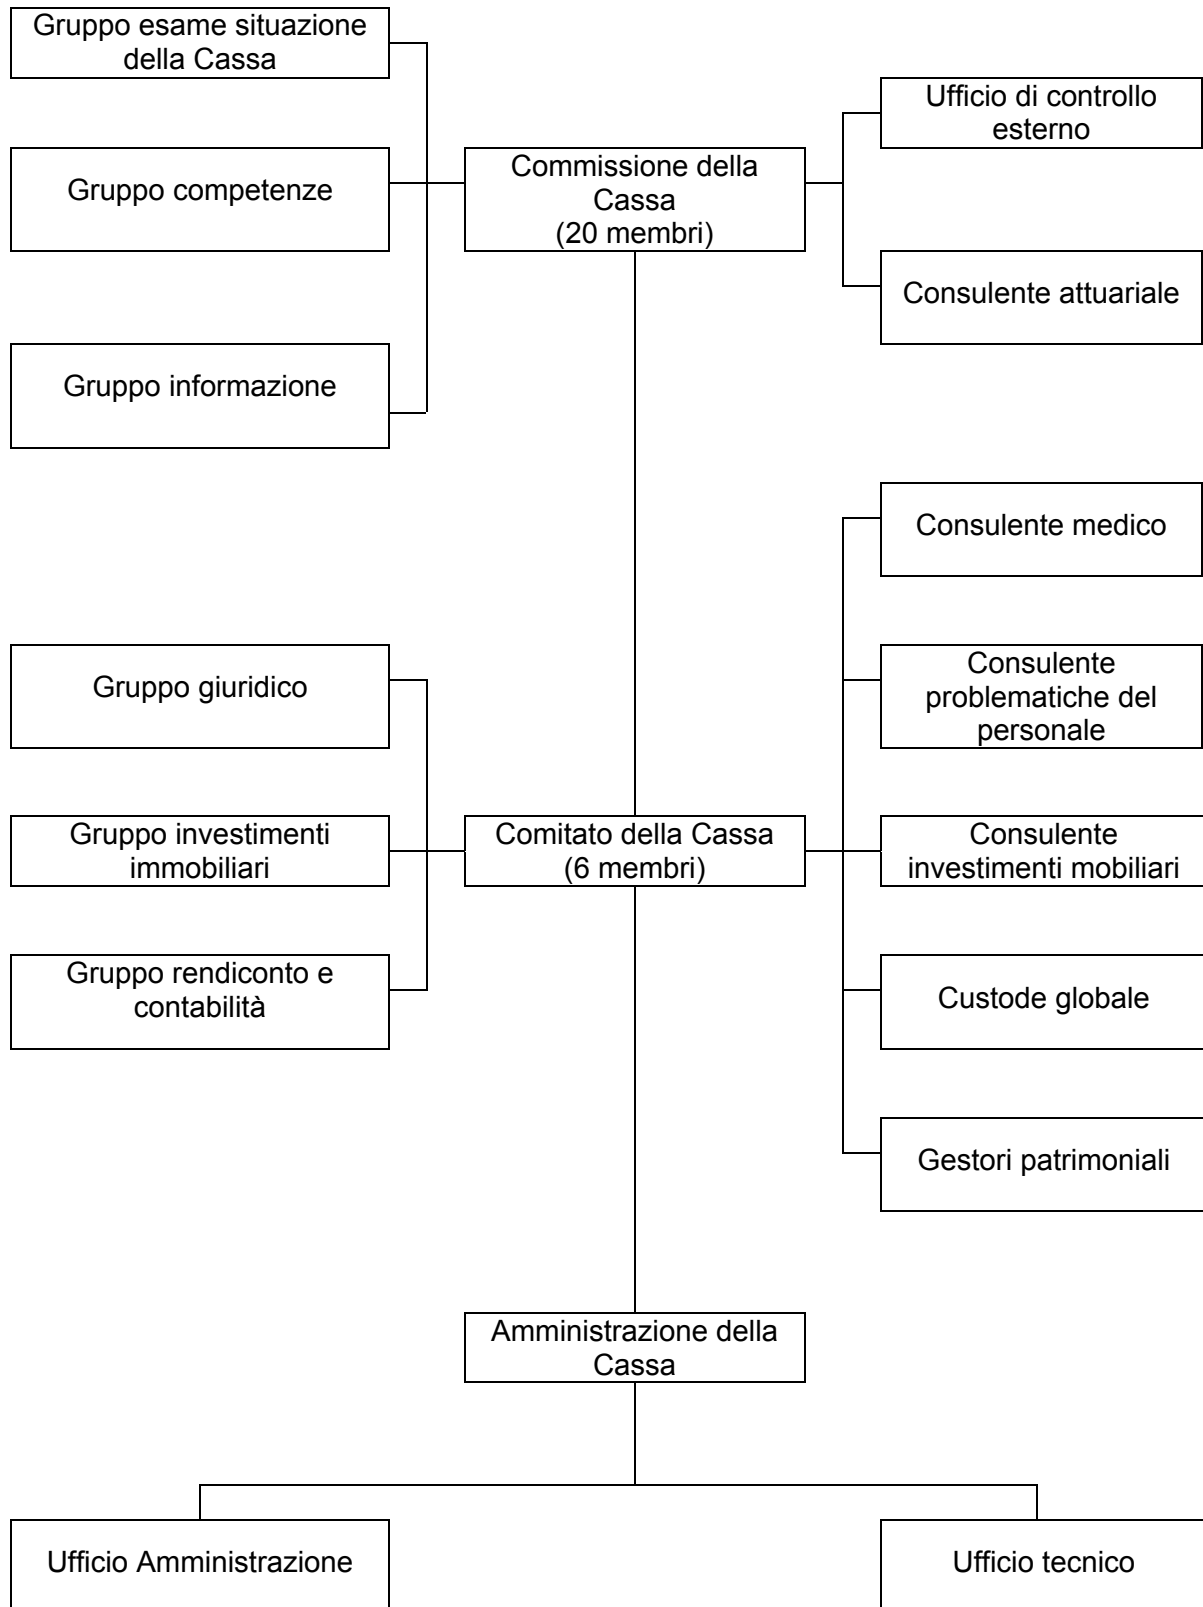 Gruppo esame situazione
della Cassa
Ufficio di controllo
esterno
Gruppo competenze
Commissione della
Cassa
(20 membri)
Consulente attuariale
Gruppo informazione
Consulente medico
Gruppo giuridico
Consulente
problematiche del
personale
Gruppo investimenti
immobiliari
Comitato della Cassa
(6 membri)
Consulente
investimenti mobiliari
Gruppo rendiconto e
contabilità
Custode globale
Gestori patrimoniali
Amministrazione della
Cassa
Ufficio Amministrazione
Ufficio tecnico